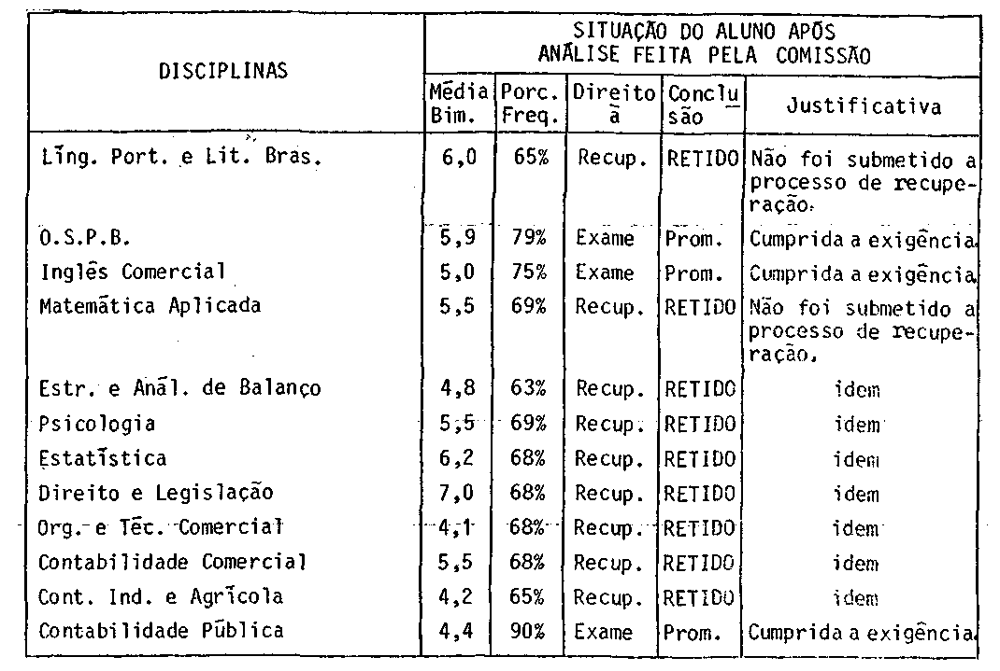 DISCIPLINAS
SITUAÇÃO DO ALUNO APÓS
ANÁLISE FEITA PELA COMISSÃO
Média Bim. Porc. Freq. Direito à Conclu são Justificativa
Líng. Port. e Lit. Bras. 6,0 65% Recup. RETIDO Não foi submetido a
processo de recupe-
ração.
O.S.P.B. 5,9 79% Exame Prom. Cumprida a exigência.
Inglês Comercial 5,0 75% Exame Prom. Cumprida a exigência.
Matemática Aplicada 5,5 69% Recup. RETIDO Não foi submetido a
processo de recupe-
ração.
Estr. e Anál. de Balanço 4,8 63% Recup. RETIDO idem
Psicologia 5,5 69% Recup. RETIDO idem
Estatística 6,2 68% Recup. RETIDO idem
Direito e Legislação 7,0 68% Recup. RETIDO idem
Org. e Téc. Comercial 4,1 68% Recup. RETIDO idem
Contabilidade Comercial 5,5 68% Recup. RETIDO idem
Cont. Ind. e Agrícola 4,2 65% Recup. RETIDO idem
Contabilidade Pública 4,4 90% Exame Prom. Cumprida a exigência.